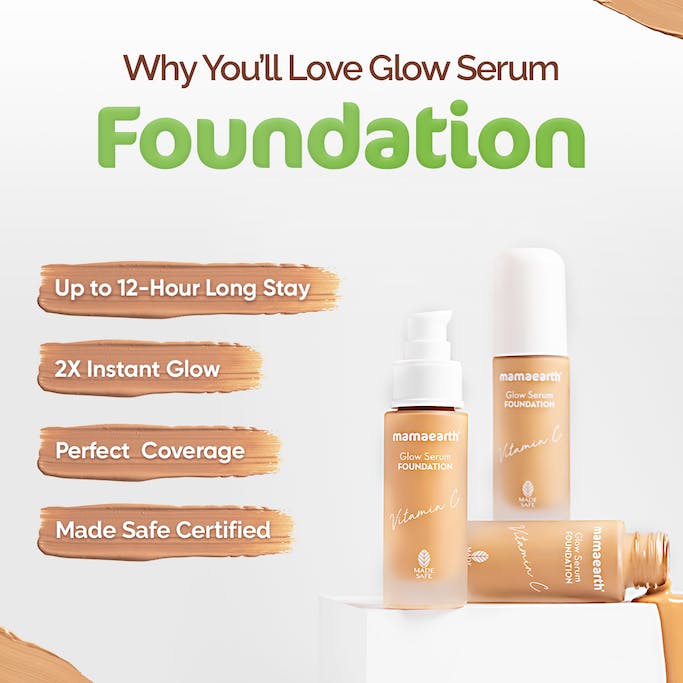 Why You'll Love Glow Serum
Foundation
Up to 12-Hour Long Stay
2X Instant Glow
Perfect Coverage
Made Safe Certified
mamaearth®
Glow Serum
FOUNDATION
Vitamin C
MADE
SAFE
mamaearth®
Glow Serum
FOUNDATION
Vitamin C
MADE
SAFE
mamaearth®
Glow Serum
FOUNDATION
Vitamin C
MADE
SAFE